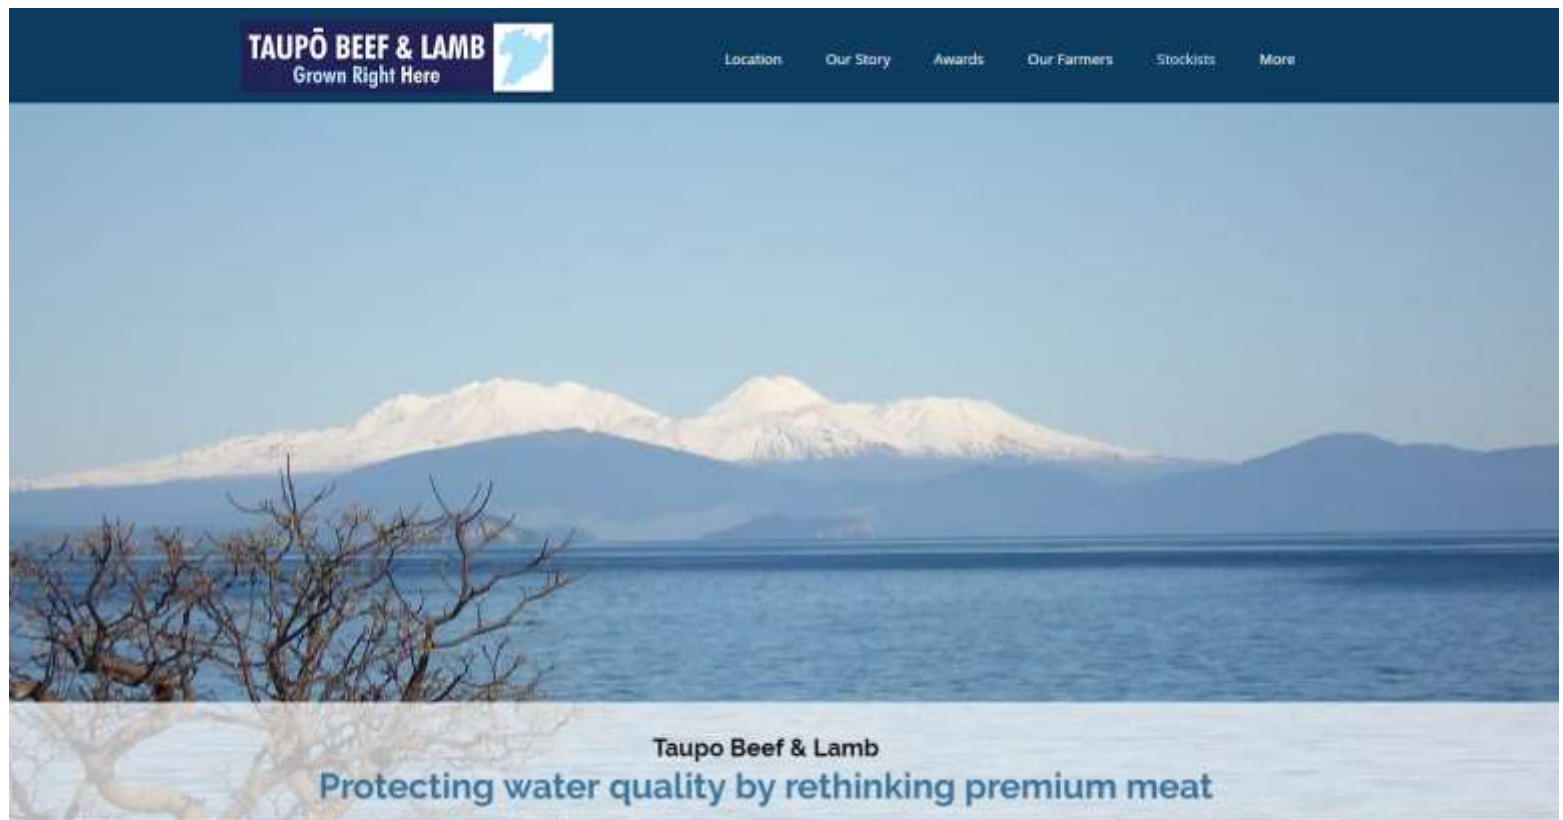 TAUPŌ BEEF & LAMB
Grown Right Here
Location Our Story Awards Our Farmers Stockists More
Taupo Beef & Lamb
Protecting water quality by rethinking premium meat